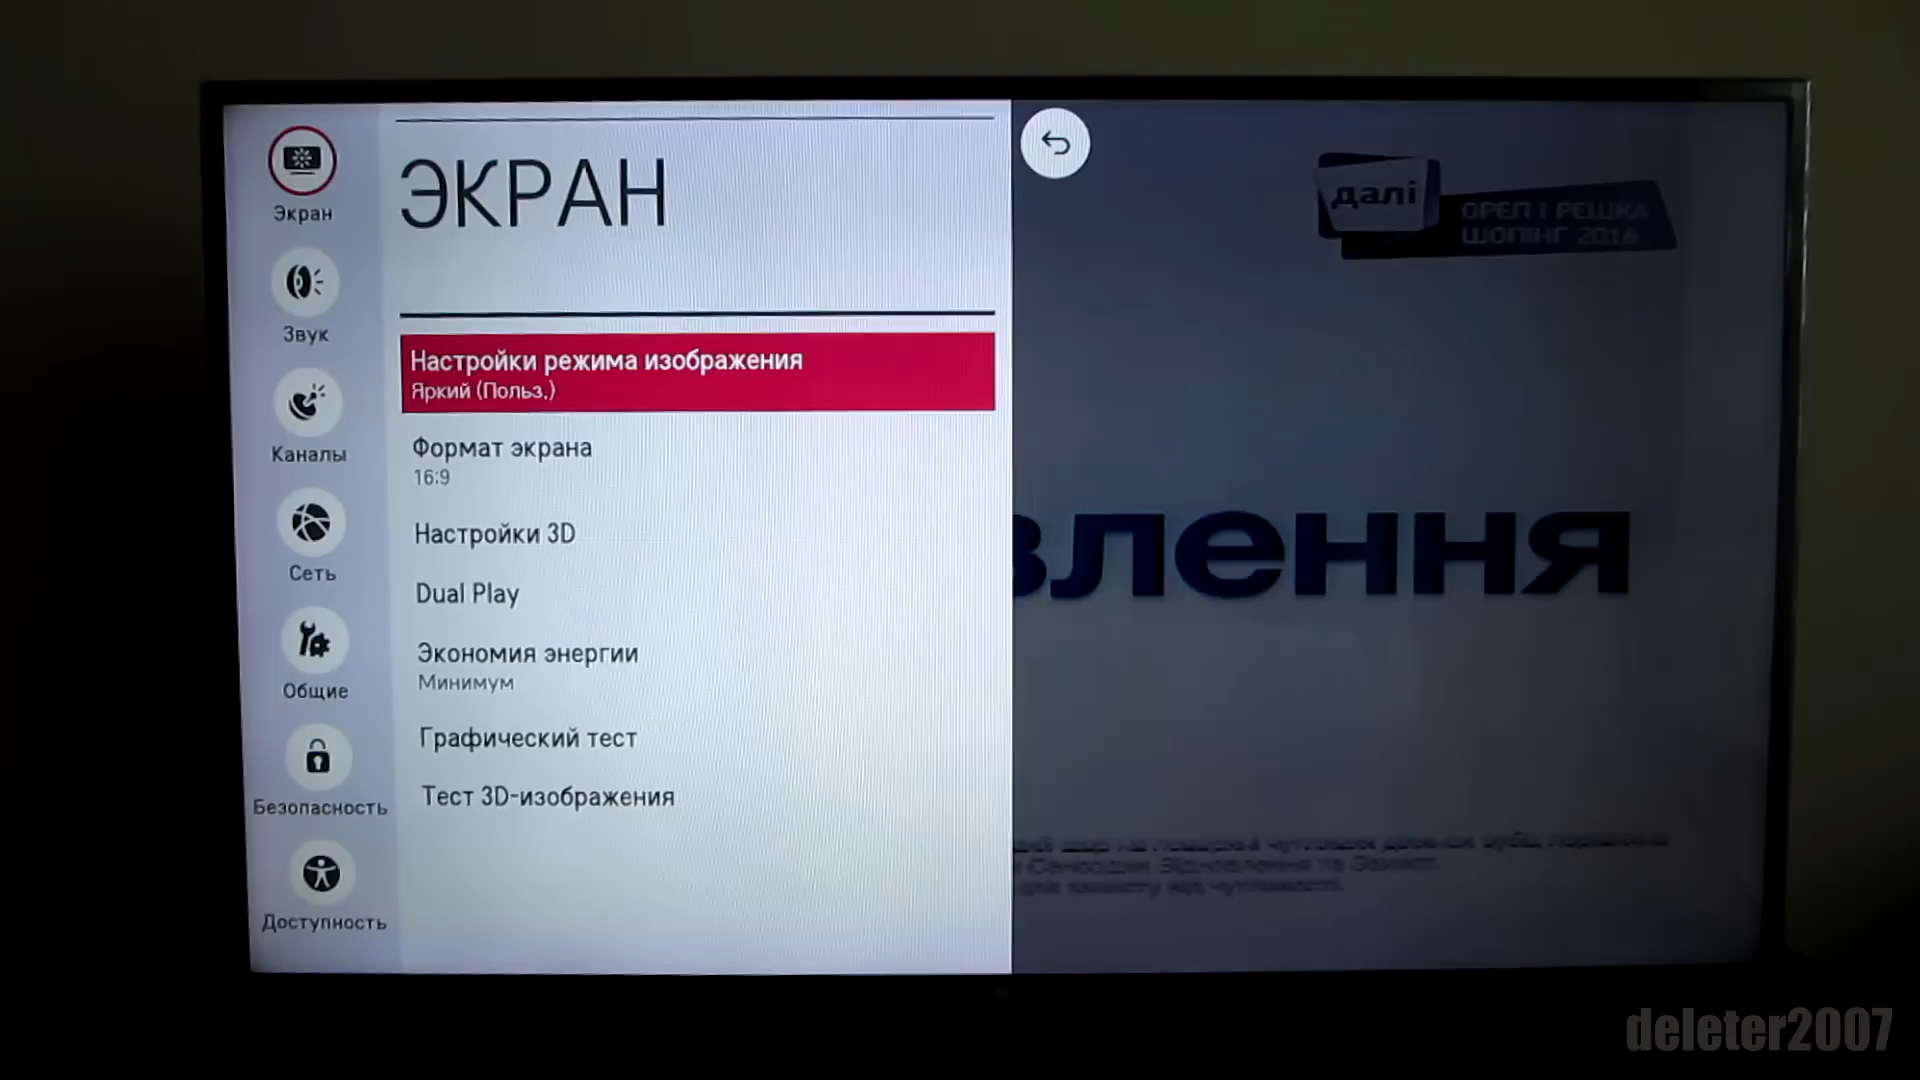 Экран
Звук
Каналы
Сеть
Общие
Безопасность
Доступность
ЭКРАН
Настройки режима изображения
Яркий (Польз.)
Формат экрана
16:9
Настройки 3D
Dual Play
Экономия энергии
Минимум
Графический тест
Тест 3D-изображения
далі
ОРЕЛ І РЕШКА
ШОПІНГ 2016
влення
deleter2007